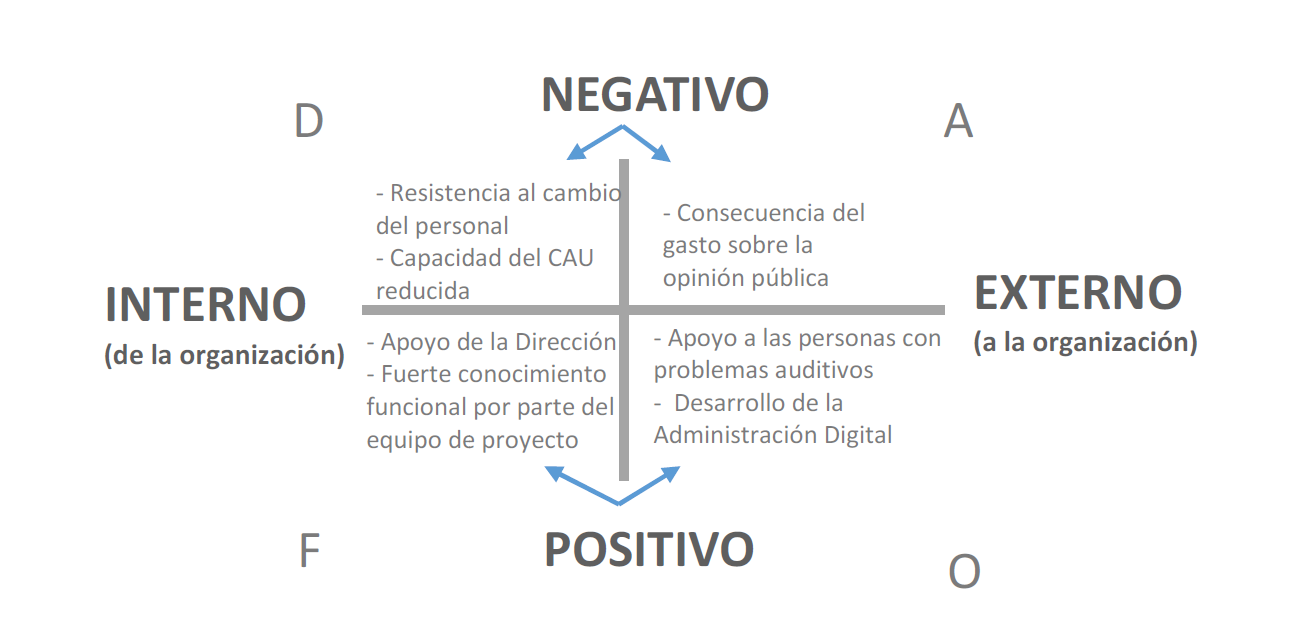 NEGATIVO
D
A
- Resistencia al cambio
del personal
- Capacidad del CAU
reducida
- Consecuencia del
gasto sobre la
opinión pública
INTERNO
(de la organización)
EXTERNO
(a la organización)
- Apoyo de la Dirección
- Fuerte conocimiento
funcional por parte del
equipo de proyecto
- Apoyo a las personas con
problemas auditivos
- Desarrollo de la
Administración Digital
F
POSITIVO
O